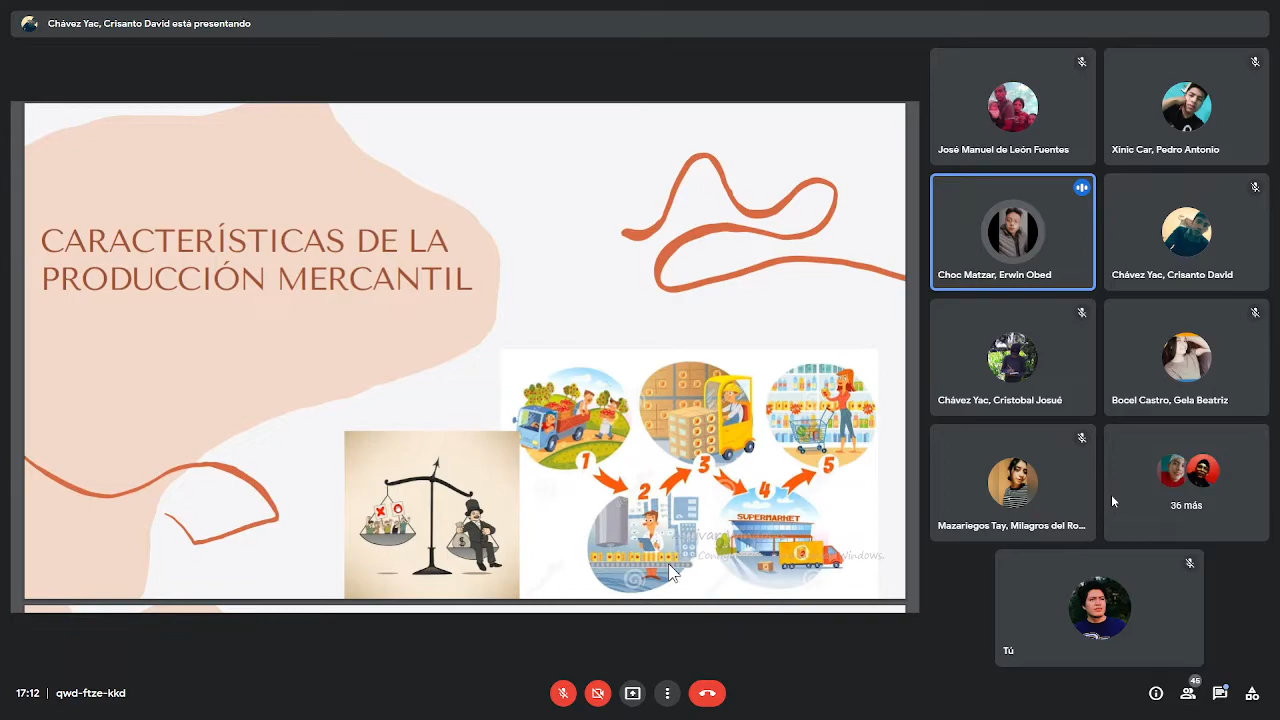 Chávez Yac, Crisanto David está presentando
CARACTERÍSTICAS DE LA
PRODUCCIÓN MERCANTIL
1
2
3
4
5
SUPERMARKET
Windows.
José Manuel de León Fuentes
Xinic Car, Pedro Antonio
Choc Matzar, Erwin Obed
Chávez Yac, Crisanto David
Chávez Yac, Cristobal Josué
Bocel Castro, Gela Beatriz
Mazariegos Tay, Milagros del Ro...
36 más
Tú
17:12 | qwd-ftze-kkd
45